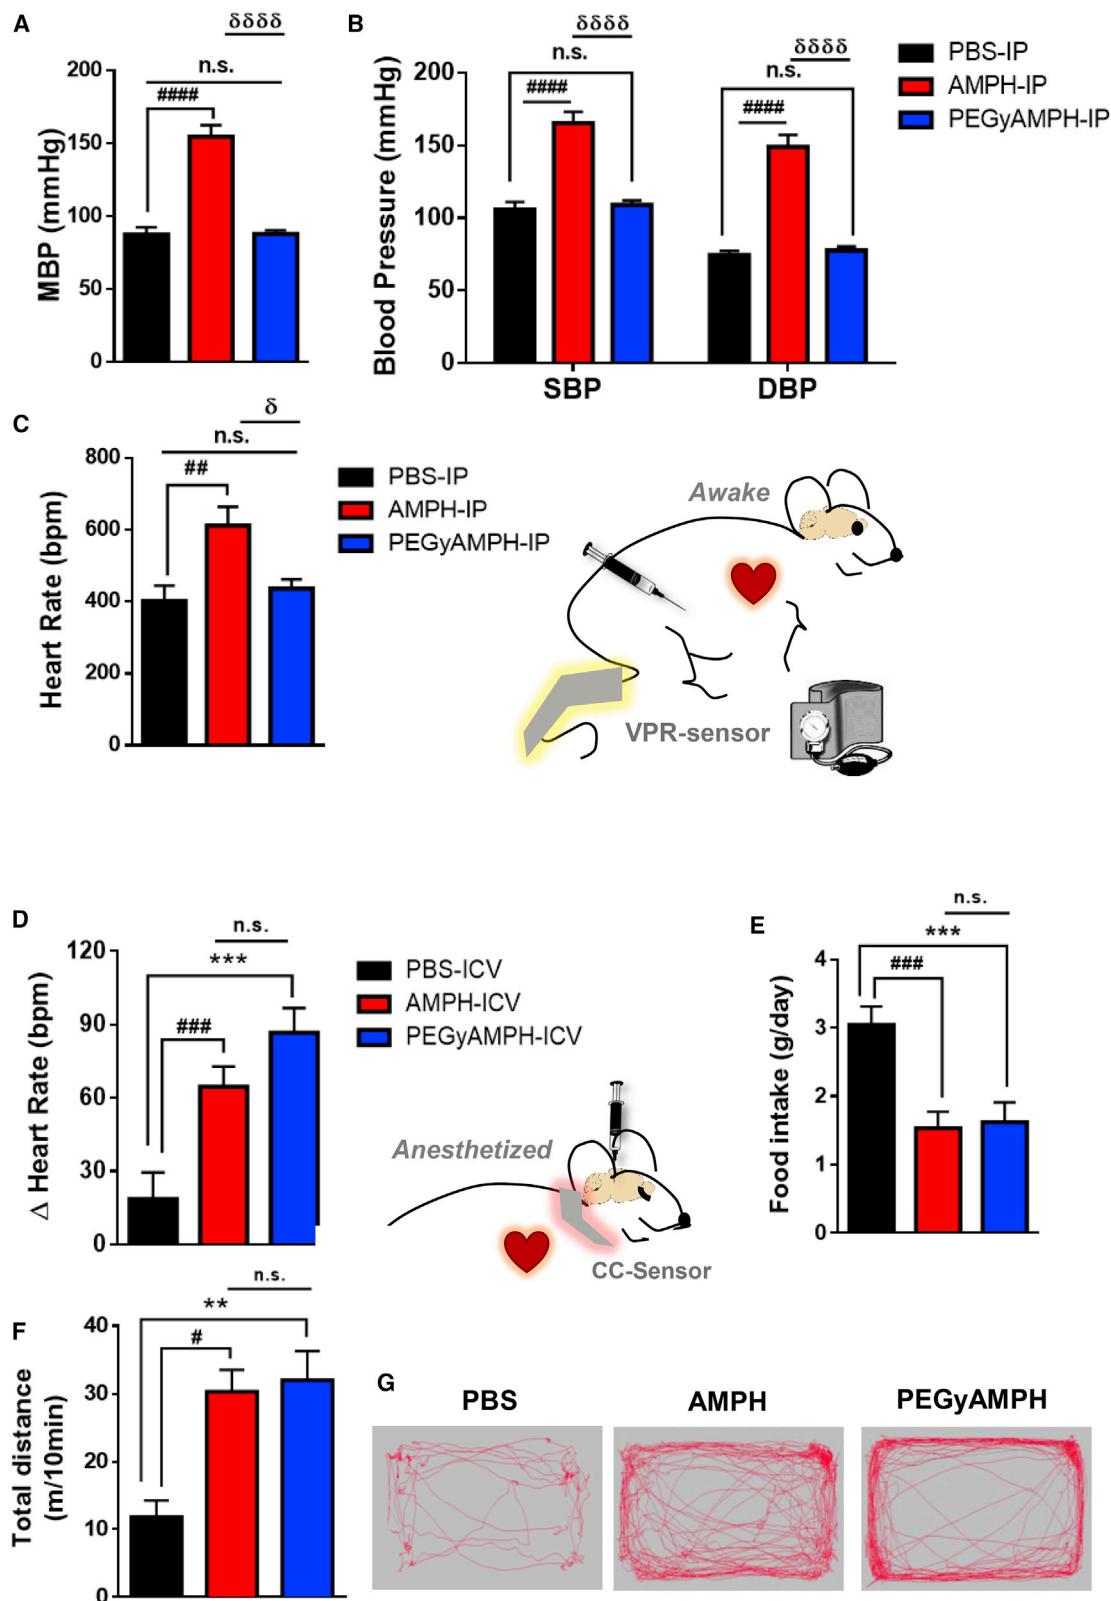 A
δδδδ
n.s.
####
200
150
100
50
0
MBP (mmHg)
B
δδδδ
n.s.
####
δδδδ
n.s.
####
200
150
100
50
0
Blood Pressure (mmHg)
SBP
DBP
PBS-IP
AMPH-IP
PEGyAMPH-IP
C
δ
n.s.
##
800
600
400
200
0
Heart Rate (bpm)
PBS-IP
AMPH-IP
PEGyAMPH-IP
Awake
VPR-sensor
D
n.s.
***
###
120
90
60
30
0
Δ Heart Rate (bpm)
PBS-ICV
AMPH-ICV
PEGyAMPH-ICV
Anesthetized
CC-Sensor
E
n.s.
***
###
4
3
2
1
0
Food intake (g/day)
F
n.s.
**
#
40
30
20
10
0
Total distance
(m/10min)
G
PBS
AMPH
PEGyAMPH